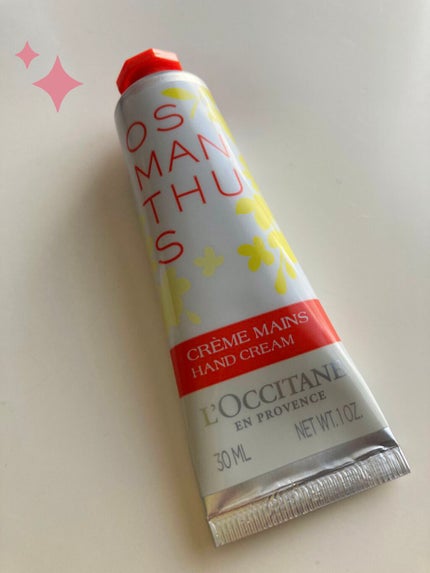 OS
MAN
THU
S
CRÈME MAINS
HAND CREAM
L'OCCITANE
EN PROVENCE
30 ML NET WT. 1 OZ.